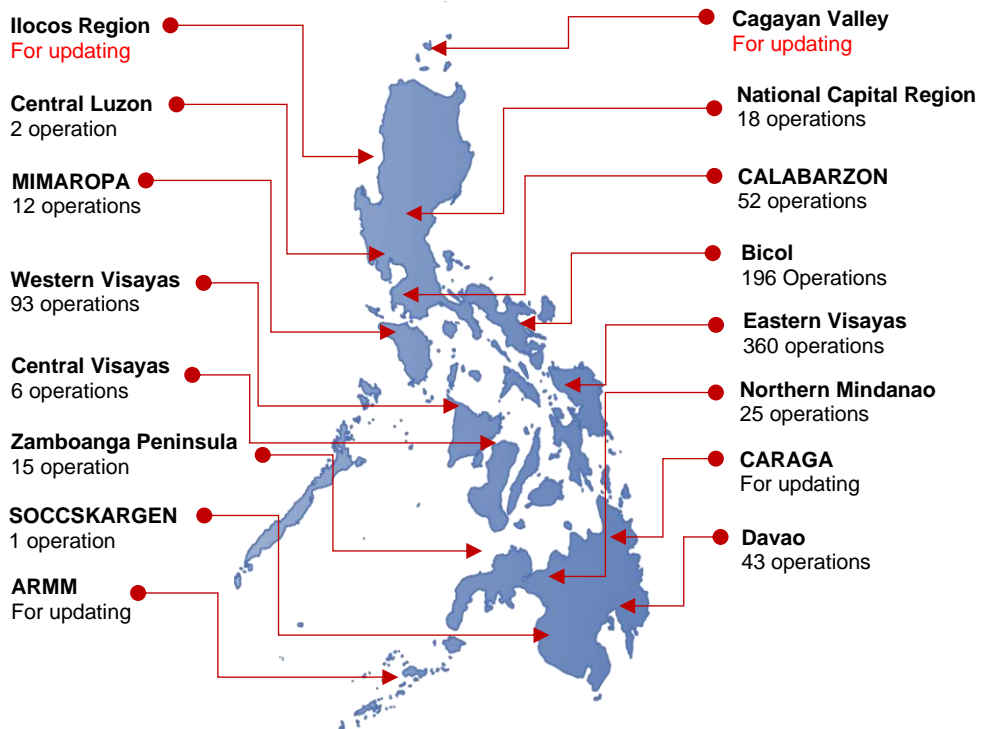 Ilocos Region
For updating
Central Luzon
2 operation
MIMAROPA
12 operations
Western Visayas
93 operations
Central Visayas
6 operations
Zamboanga Peninsula
15 operation
SOCCSKARGEN
1 operation
ARMM
For updating
Cagayan Valley
For updating
National Capital Region
18 operations
CALABARZON
52 operations
Bicol
196 Operations
Eastern Visayas
360 operations
Northern Mindanao
25 operations
CARAGA
For updating
Davao
43 operations